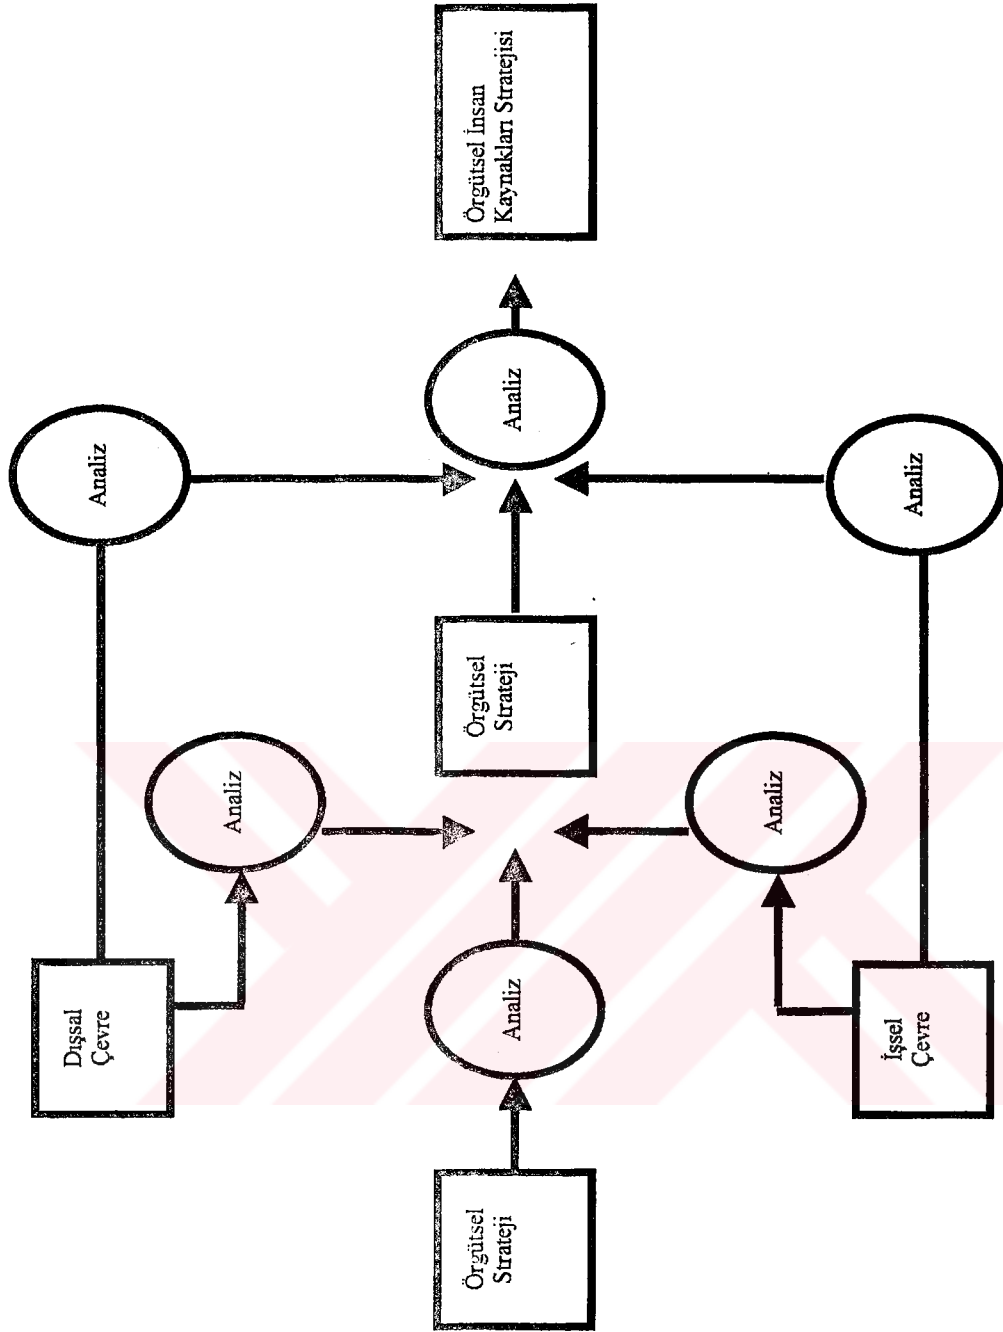 Dışsal
Çevre
Analiz
Analiz
Örgütsel
Strateji
Analiz
Örgütsel
Strateji
Analiz
Örgütsel İnsan
Kaynakları Stratejisi
İşsel
Çevre
Analiz
Analiz